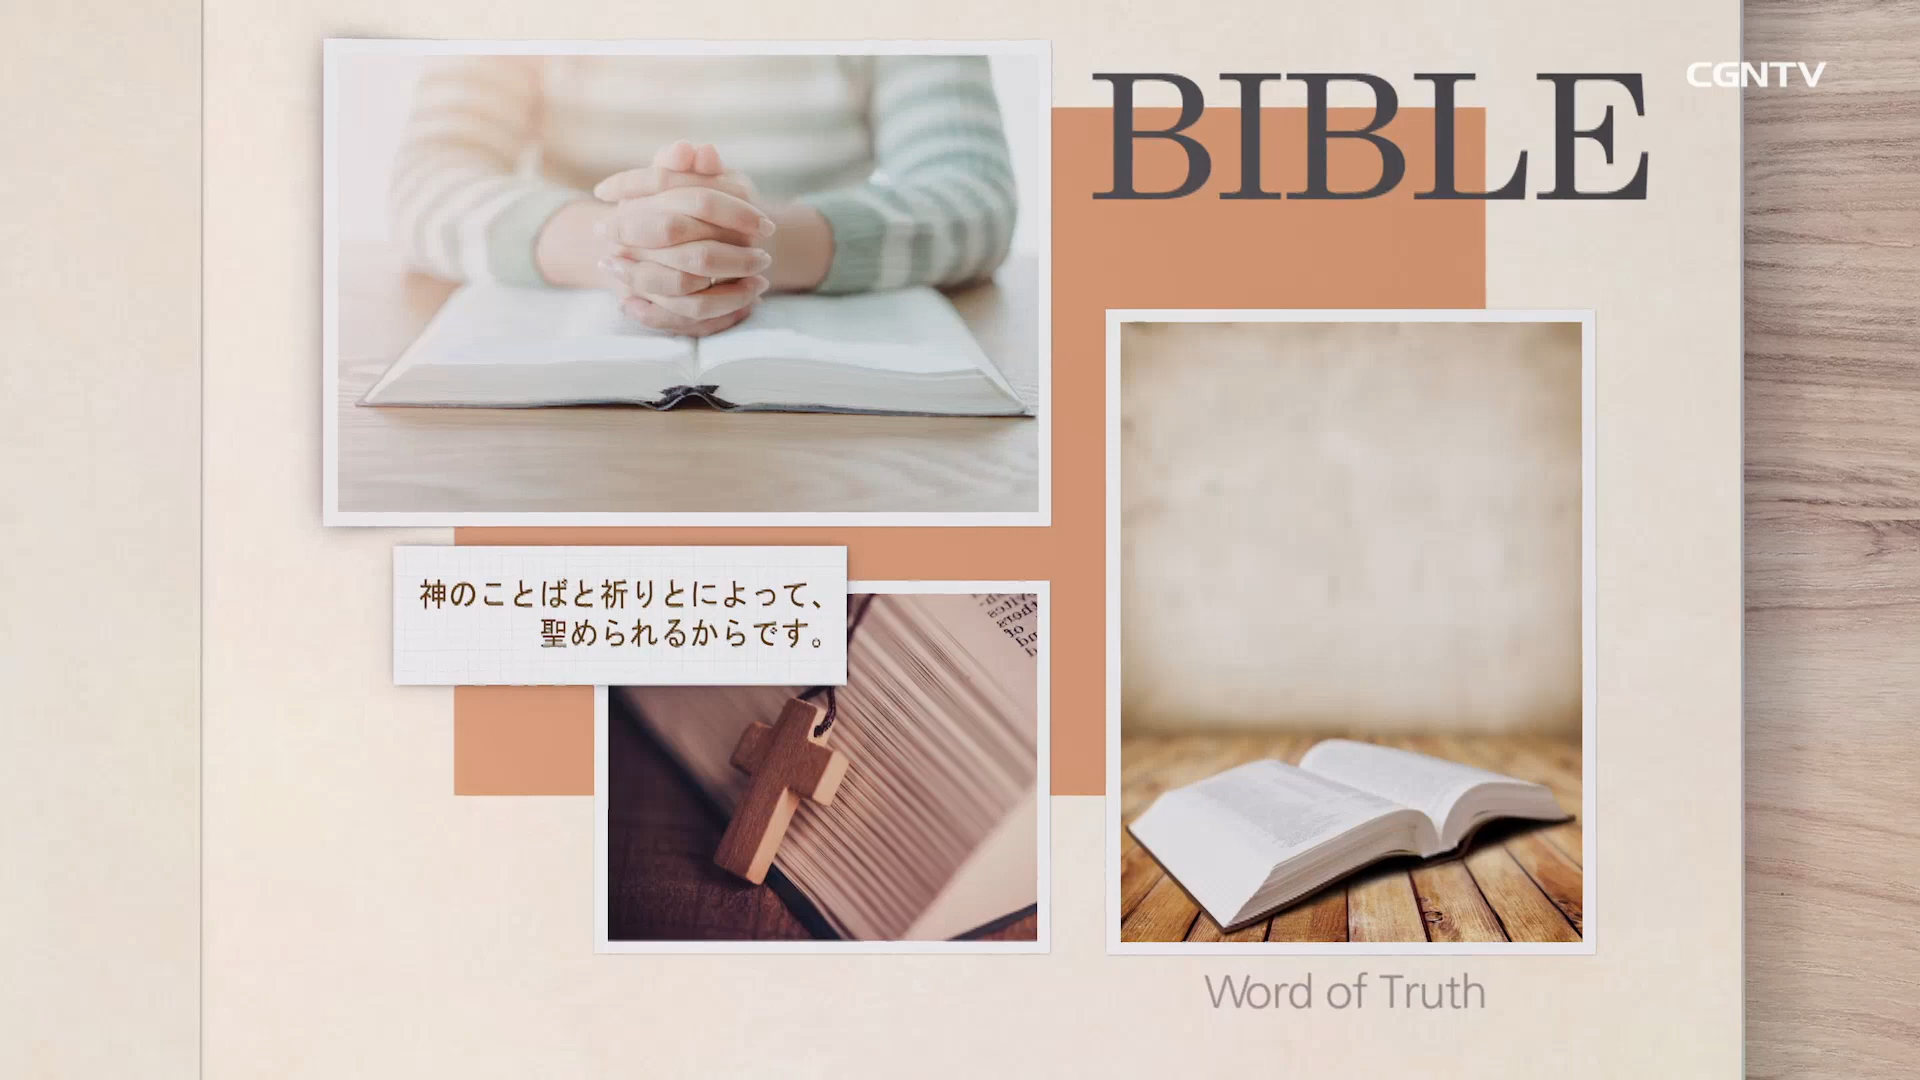 BIBLE
CGNTV
神のことばと祈りとによって、
聖められるからです。
Word of Truth